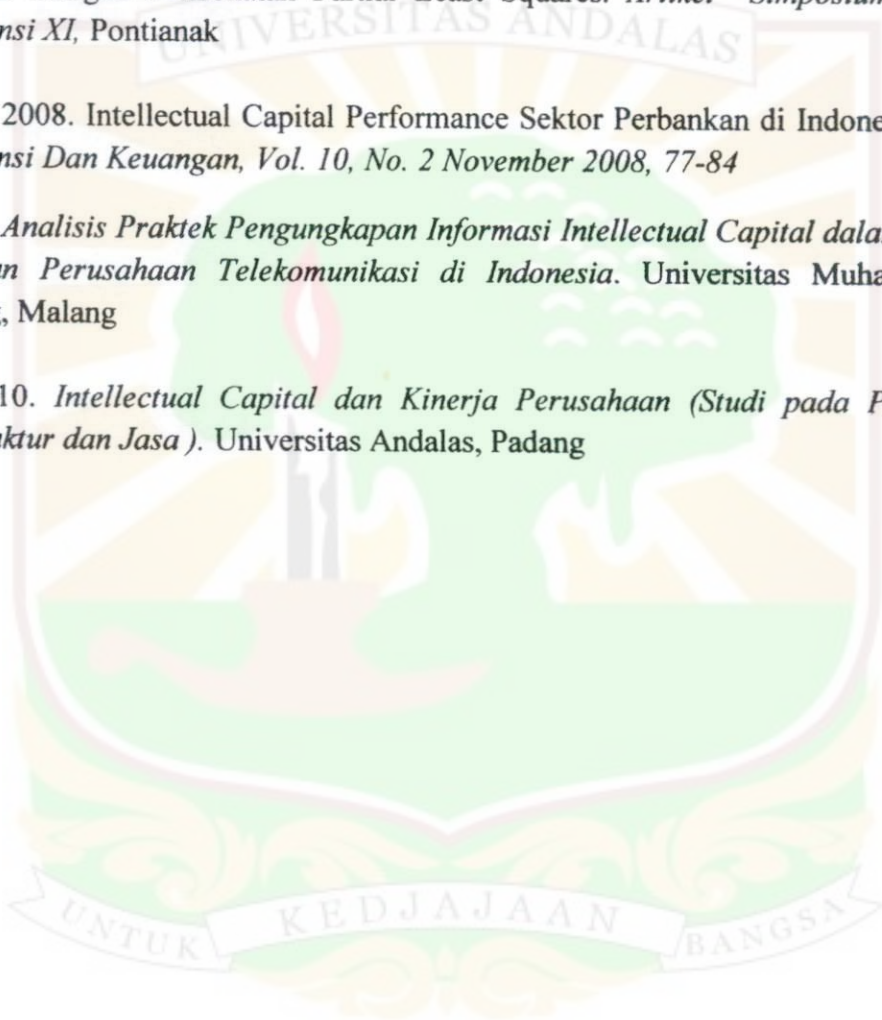 Squares.
nsi XI, Pontianak
UNIVERSITAS ANDALAS
2008. Intellectual Capital Performance Sektor Perbankan di Indone
nsi Dan Keuangan, Vol. 10, No. 2 November 2008, 77-84
Analisis Praktek Pengungkapan Informasi Intellectual Capital dala
n Perusahaan Telekomunikasi di Indonesia. Universitas Muha
, Malang
10. Intellectual Capital dan Kinerja Perusahaan (Studi pada P
ktur dan Jasa ). Universitas Andalas, Padang
UNTUK KEDJAJAAN BANGSA